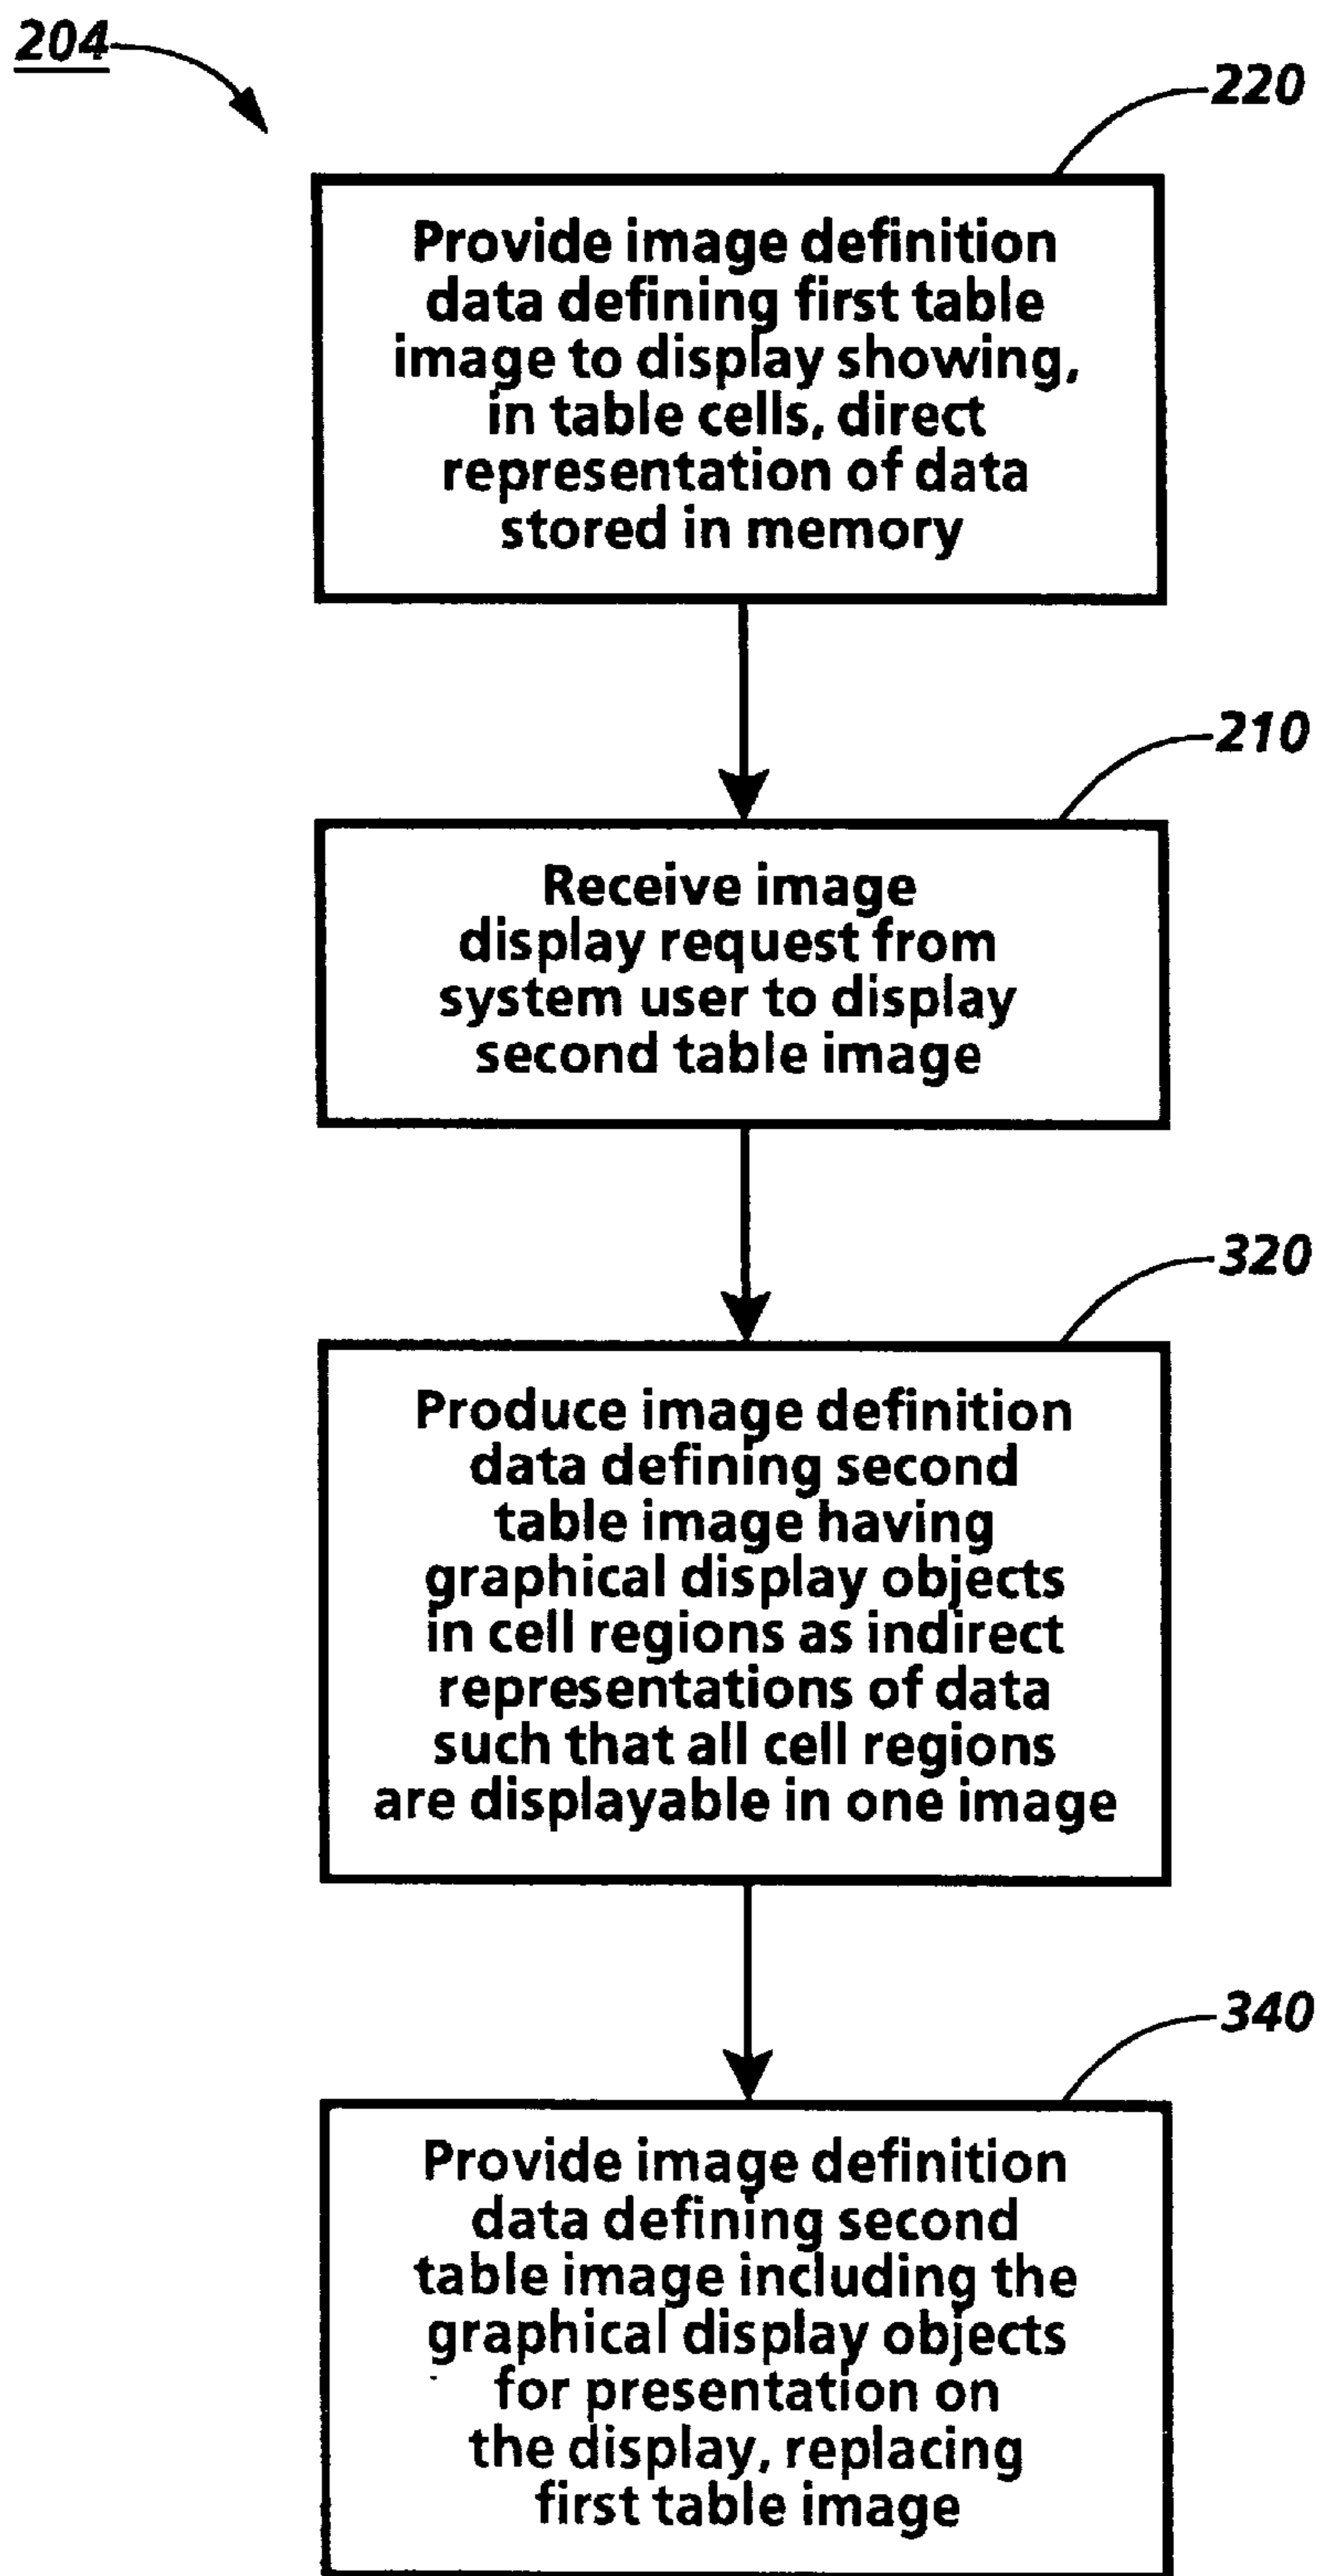 204
220
Provide image definition
data defining first table
image to display showing,
in table cells, direct
representation of data
stored in memory
210
Receive image
display request from
system user to display
second table image
320
Produce image definition
data defining second
table image having
graphical display objects
in cell regions as indirect
representations of data
such that all cell regions
are displayable in one image
340
Provide image definition
data defining second
table image including the
graphical display objects
for presentation on
the display, replacing
first table image